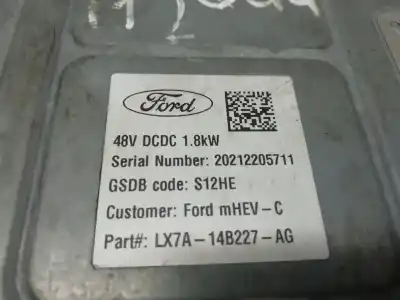 Ford
48V DCDC 1.8kW
Serial Number: 20212205711
GSDB code: S12HE
Customer: Ford mHEV-C
Part#: LX7A-14B227-AG